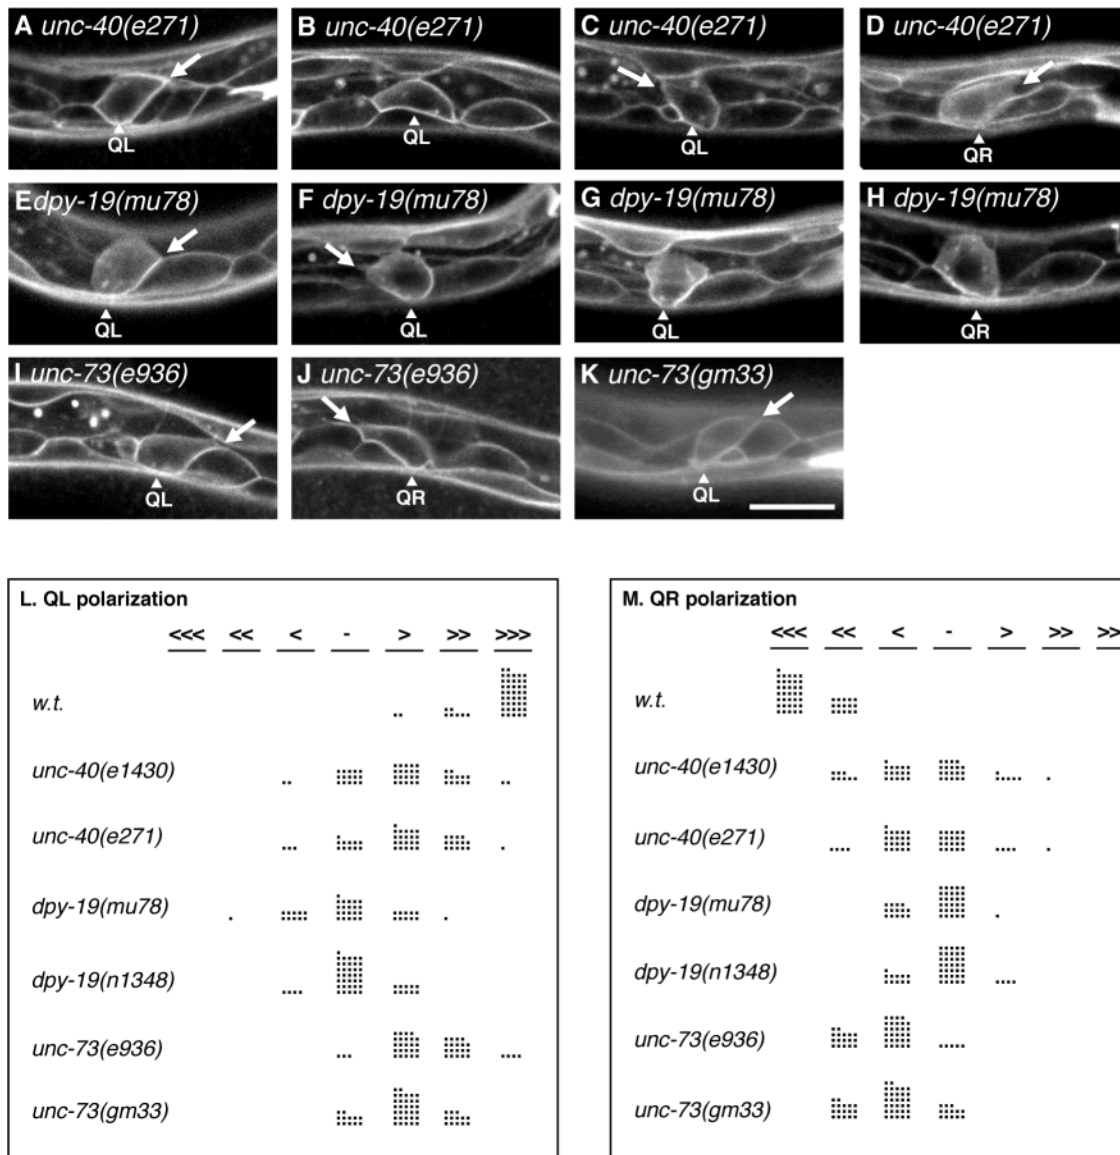 A unc-40(e271)
B unc-40(e271)
C unc-40(e271)
D unc-40(e271)
QL
QL
QL
QR
E dpy-19(mu78)
F dpy-19(mu78)
G dpy-19(mu78)
H dpy-19(mu78)
QL
QL
QL
QR
I unc-73(e936)
J unc-73(e936)
K unc-73(gm33)
QL
QR
QL
L. QL polarization
<<< << < - > >> >>>
w.t.
unc-40(e1430)
unc-40(e271)
dpy-19(mu78)
dpy-19(n1348)
unc-73(e936)
unc-73(gm33)
M. QR polarization
<<< << < - > >> >>
w.t.
unc-40(e1430)
unc-40(e271)
dpy-19(mu78)
dpy-19(n1348)
unc-73(e936)
unc-73(gm33)